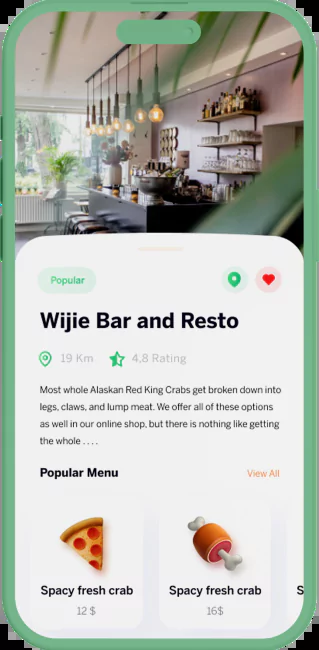 Popular
Wijie Bar and Resto
19 Km
4,8 Rating
Most whole Alaskan Red King Crabs get broken down into
legs, claws, and lump meat. We offer all of these options
as well in our online shop, but there is nothing like getting
the whole . . . .
Popular Menu
View All
Spacy fresh crab
12 $
Spacy fresh crab
16$
S